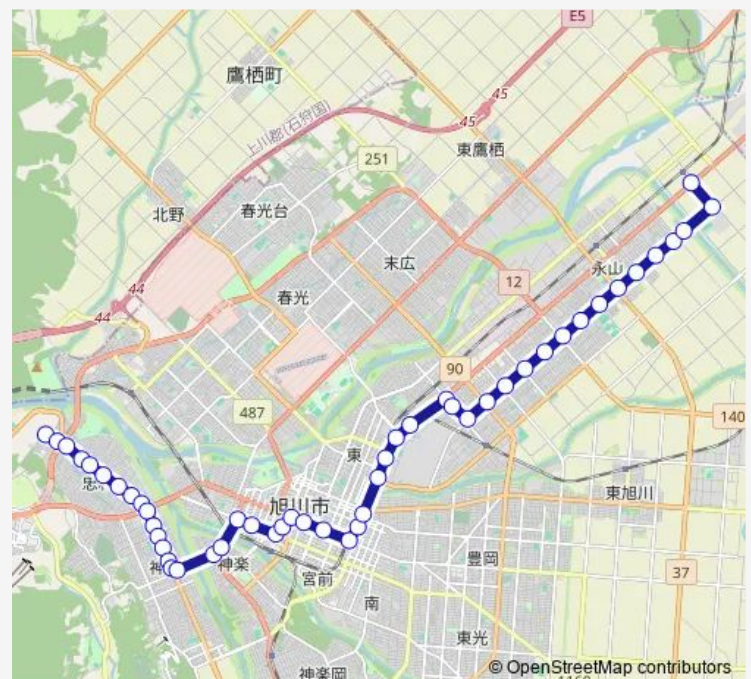 E5
鷹栖町
45
45
上川郡(石狩国)
東鷹栖
251
北野
春光台
末広
永山
12
春光
44
44
90
487
140
東
旭川市
東旭川
神楽
豊岡
宮前
37
南
東光
神楽岡
© OpenStreetMap contributors